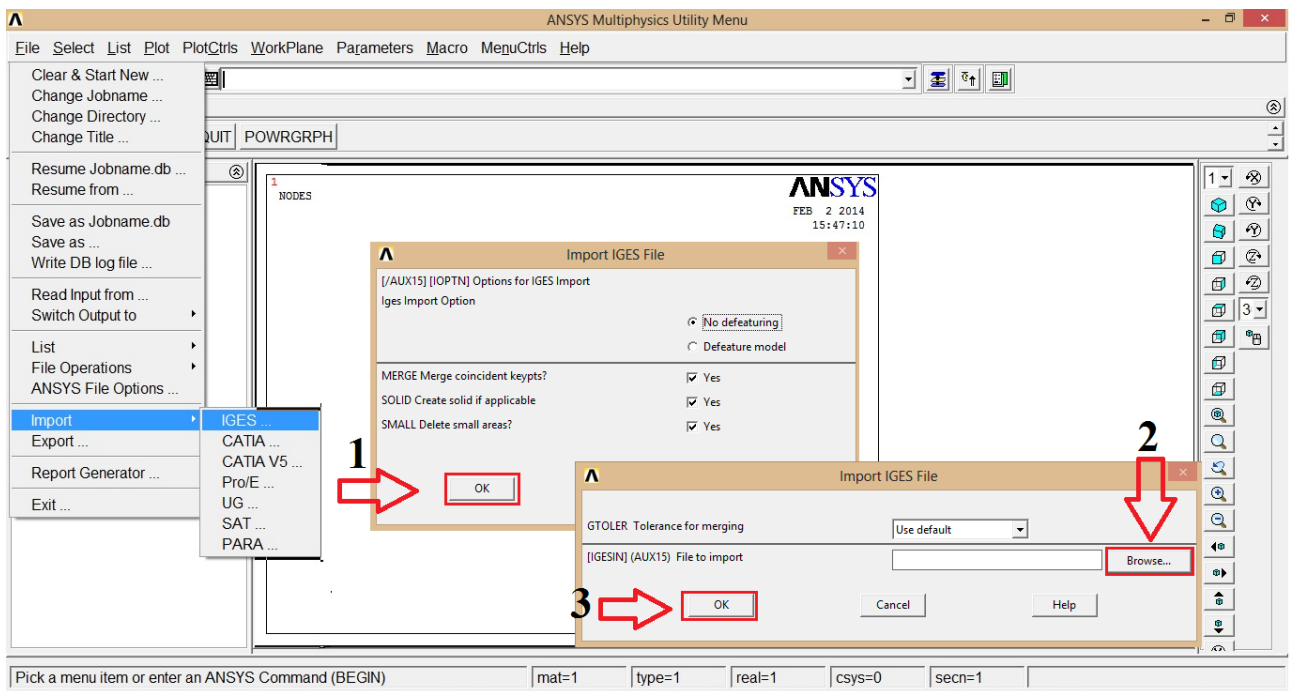 ANSYS Multiphysics Utility Menu
File Select List Plot PlotCtrls WorkPlane Parameters Macro MenuCtrls Help
Clear & Start New ...
Change Jobname ...
Change Directory ...
Change Title ...
QUIT POWRGRPH
Resume Jobname.db ...
Resume from ...
Save as Jobname.db
Save as ...
Write DB log file ...
Read Input from ...
Switch Output to
List
File Operations
ANSYS File Options ...
Import
Export ...
Report Generator ...
Exit ...
IGES ...
CATIA ...
CATIA V5 ...
Pro/E ...
UG ...
SAT ...
PARA ...
1
NODES
ANSYS
FEB 2 2014
15:47:10
Import IGES File
[/AUX15] [IOPTN] Options for IGES Import
Iges Import Option
No defeaturing
Defeature model
MERGE Merge coincident keypts?
Yes
SOLID Create solid if applicable
Yes
SMALL Delete small areas?
Yes
1
OK
2
Import IGES File
GTOLER Tolerance for merging
Use default
[IGESIN] (AUX15) File to import
Browse...
3
OK
Cancel
Help
1
3
Pick a menu item or enter an ANSYS Command (BEGIN)
mat=1
type=1
real=1
csys=0
secn=1